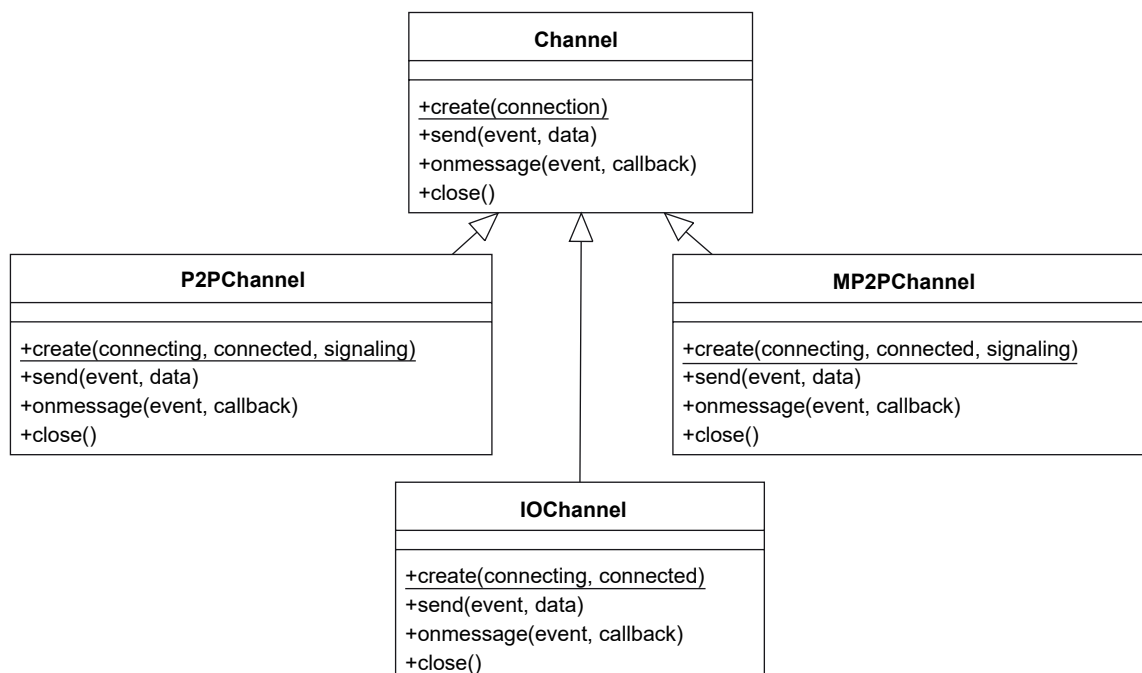 Channel
+create(connection)
+send(event, data)
+onmessage(event, callback)
+close()
P2PChannel
+create(connecting, connected, signaling)
+send(event, data)
+onmessage(event, callback)
+close()
MP2PChannel
+create(connecting, connected, signaling)
+send(event, data)
+onmessage(event, callback)
+close()
IOChannel
+create(connecting, connected)
+send(event, data)
+onmessage(event, callback)
+close()